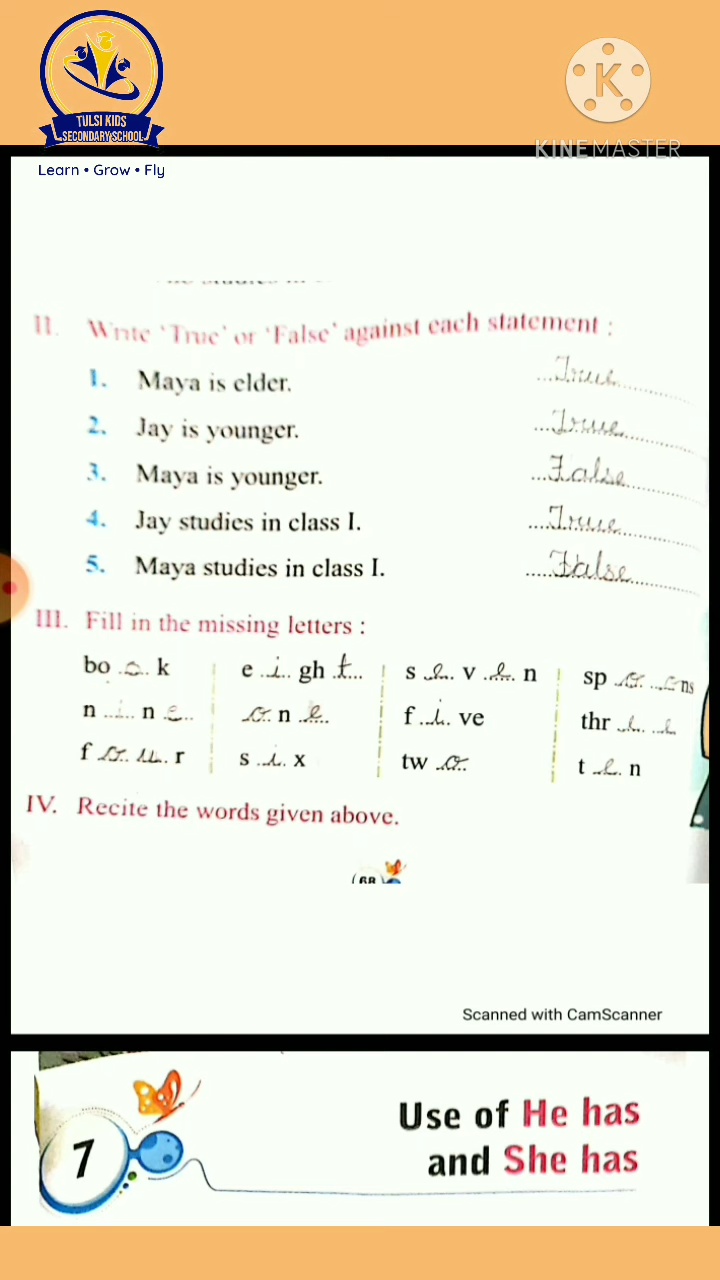 TULSI KIDS
SECONDARY SCHOOL
Learn • Grow • Fly
K
KINEMASTER
II. Write 'True' or 'False' against each statement :
1. Maya is elder. ...True......
2. Jay is younger. ...True......
3. Maya is younger. ...False......
4. Jay studies in class I. ....True......
5. Maya studies in class I. .....False......
III. Fill in the missing letters :
bo ..o.. k e ..i.. gh .t... s .e.. v .e.. n sp .o. ..o ns
n ..i.. n .e.. .o. n .e.. f ..i. ve thr .e. ..e
f .o. .u. r s ..i. x tw .o.. t ..e. n
IV. Recite the words given above.
(68)
Scanned with CamScanner
7
Use of He has
and She has